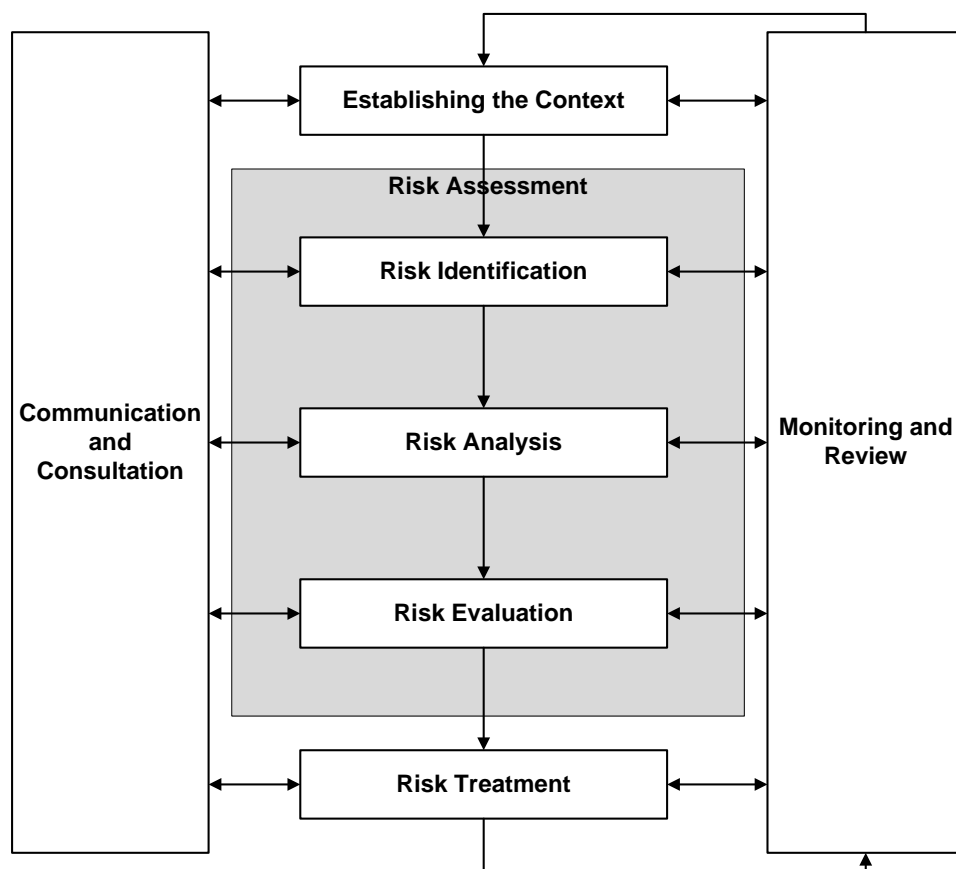 Establishing the Context
Risk Assessment
Risk Identification
Communication
and
Consultation
Risk Analysis
Monitoring and
Review
Risk Evaluation
Risk Treatment